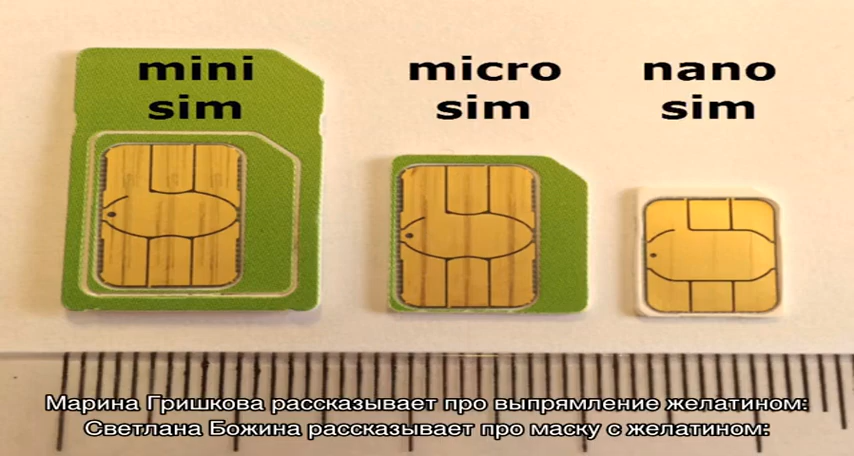 mini sim
micro sim
nano sim
Марина Гришкова рассказывает про выпрямление желатином:
Светлана Божина рассказывает про маску с желатином: